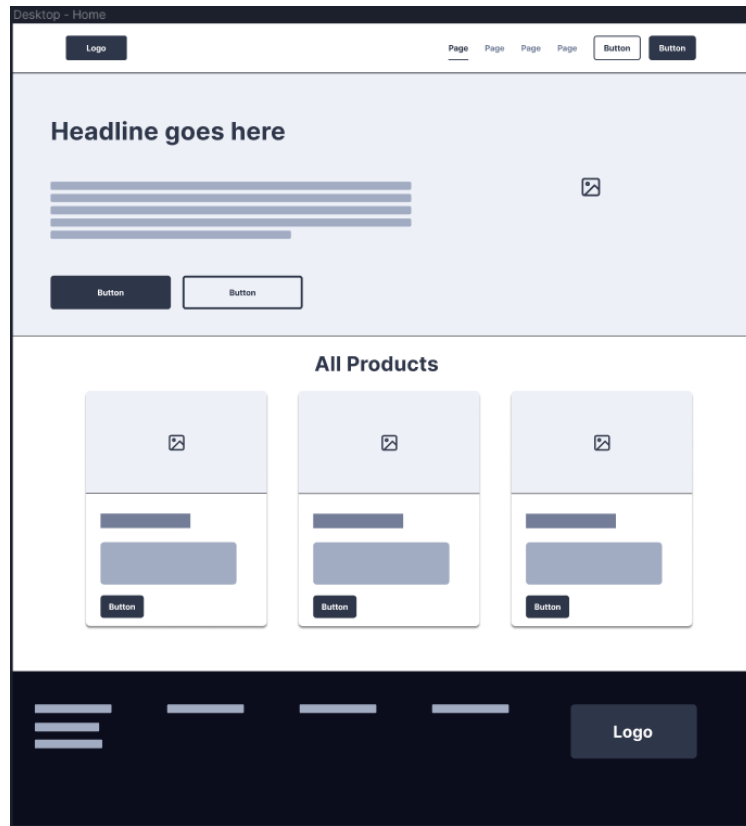 Desktop - Home
Logo Page Page Page Page Button Button
Headline goes here
Button Button
All Products
Button Button Button
Logo